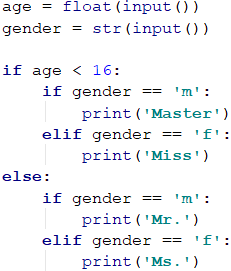 age = float(input())
gender = str(input())

if age < 16:
    if gender == 'm':
        print('Master')
    elif gender == 'f':
        print('Miss')
else:
    if gender == 'm':
        print('Mr.')
    elif gender == 'f':
        print('Ms.')